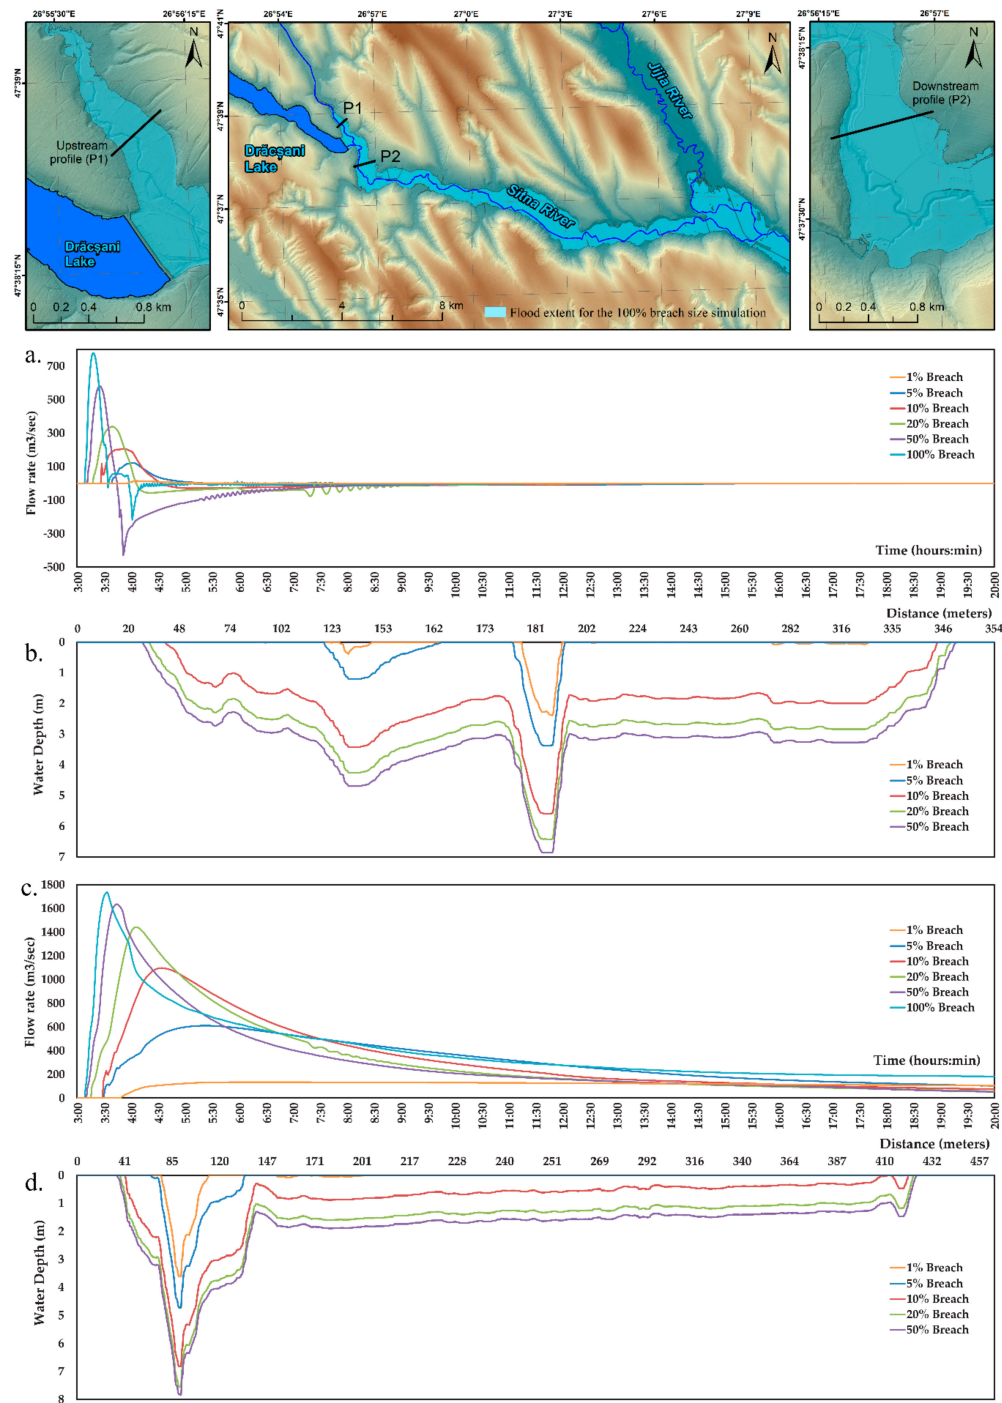 26°55'30"E 26°56'15"E
47°39'N
47°38'15"N
N
Upstream
profile (P1)
Drăcșani
Lake
0 0.2 0.4 0.8 km
26°54'E 26°57'E 27°0'E 27°3'E 27°6'E 27°9'E
47°41'N
47°39'N
47°37'N
47°35'N
N
P1
P2
Drăcșani
Lake
Jijia River
Sitna River
0 4 8 km
Flood extent for the 100% breach size simulation
26°56'15"E 26°57'E
47°38'15"N
47°37'30"N
N
Downstream
profile (P2)
0 0.2 0.4 0.8 km
a.
Flow rate (m3/sec)
700
500
300
100
-100
-300
-500
1% Breach
5% Breach
10% Breach
20% Breach
50% Breach
100% Breach
Time (hours:min)
3:00 3:30 4:00 4:30 5:00 5:30 6:00 6:30 7:00 7:30 8:00 8:30 9:00 9:30 10:00 10:30 11:00 11:30 12:00 12:30 13:00 13:30 14:00 14:30 15:00 15:30 16:00 16:30 17:00 17:30 18:00 18:30 19:00 19:30 20:00
Distance (meters)
0 20 48 74 102 123 153 162 173 181 202 224 243 260 282 316 335 346 354
b.
Water Depth (m)
0
1
2
3
4
5
6
7
1% Breach
5% Breach
10% Breach
20% Breach
50% Breach
c.
Flow rate (m3/sec)
1800
1600
1400
1200
1000
800
600
400
200
0
1% Breach
5% Breach
10% Breach
20% Breach
50% Breach
100% Breach
Time (hours:min)
3:00 3:30 4:00 4:30 5:00 5:30 6:00 6:30 7:00 7:30 8:00 8:30 9:00 9:30 10:00 10:30 11:00 11:30 12:00 12:30 13:00 13:30 14:00 14:30 15:00 15:30 16:00 16:30 17:00 17:30 18:00 18:30 19:00 19:30 20:00
Distance (meters)
0 41 85 120 147 171 201 217 228 240 251 269 292 316 340 364 387 410 432 457
d.
Water Depth (m)
0
1
2
3
4
5
6
7
8
1% Breach
5% Breach
10% Breach
20% Breach
50% Breach